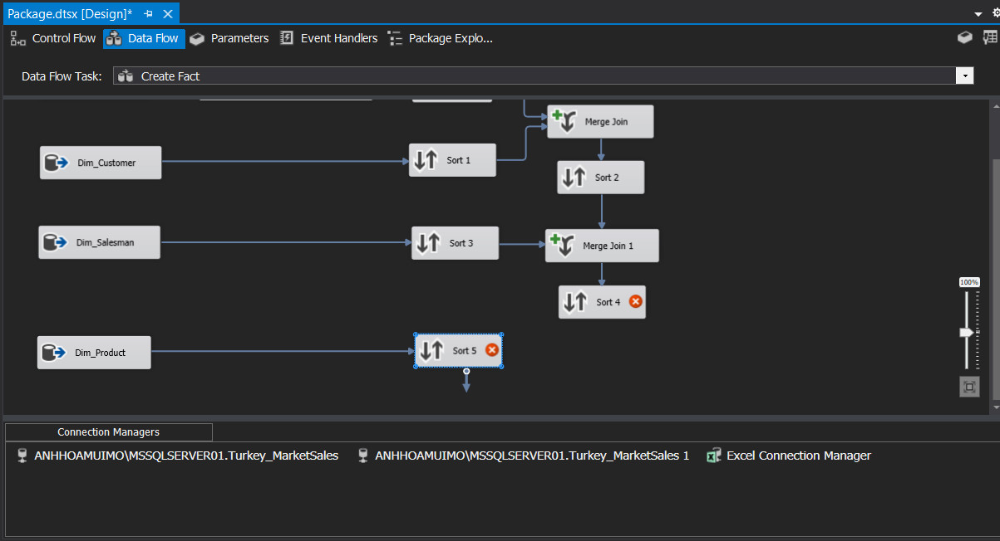 Package.dtsx [Design]*
Control Flow Data Flow Parameters Event Handlers Package Explo...
Data Flow Task: Create Fact
Merge Join
Dim_Customer Sort 1
Sort 2
Dim_Salesman Sort 3 Merge Join 1
100%
Sort 4
Dim_Product Sort 5
Connection Managers
ANHHOAMUIMO\MSSQLSERVER01.Turkey_MarketSales ANHHOAMUIMO\MSSQLSERVER01.Turkey_MarketSales 1 Excel Connection Manager